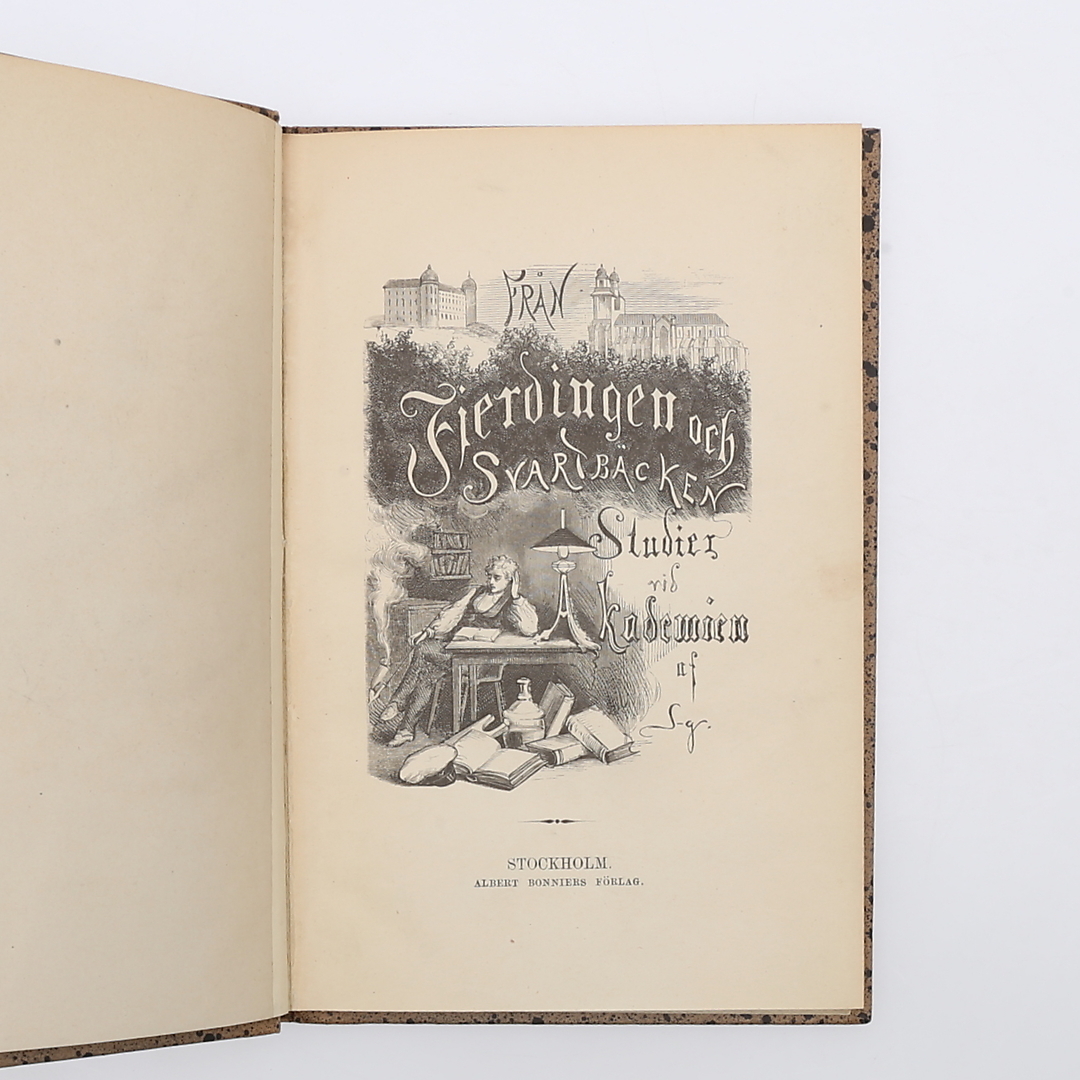 FRÅN
Fjerdingen och
SVARTBÄCKEN
Studier
vid
Akademien
af
S–g.
STOCKHOLM.
ALBERT BONNIERS FÖRLAG.